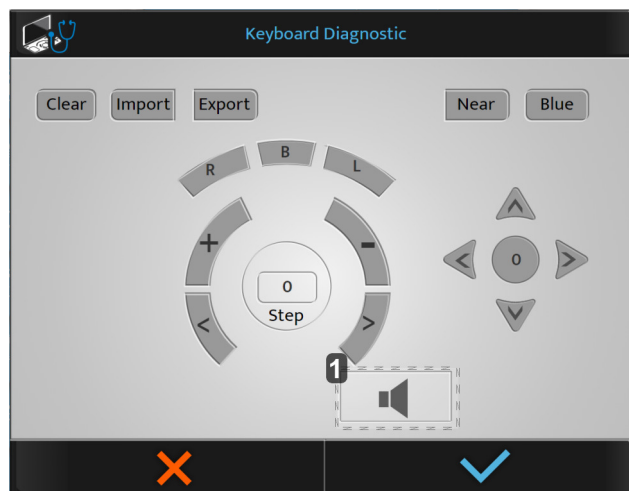 Keyboard Diagnostic
Clear Import Export Near Blue
R B L
+ -
0
0
Step
< >
1